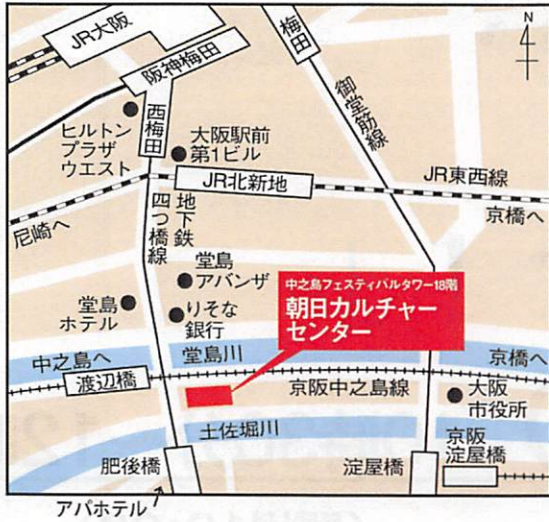 JR大阪
阪神梅田
梅田
N
西梅田
ヒルトン
プラザ
ウエスト
大阪駅前
第1ビル
御堂筋線
JR北新地
JR東西線
尼崎へ
京橋へ
地下鉄
四つ橋線
堂島
アバンザ
中之島フェスティバルタワー18階
朝日カルチャー
センター
堂島
ホテル
りそな
銀行
中之島へ
堂島川
京橋へ
渡辺橋
京阪中之島線
大阪
市役所
土佐堀川
肥後橋
淀屋橋
京阪
淀屋橋
アパホテル